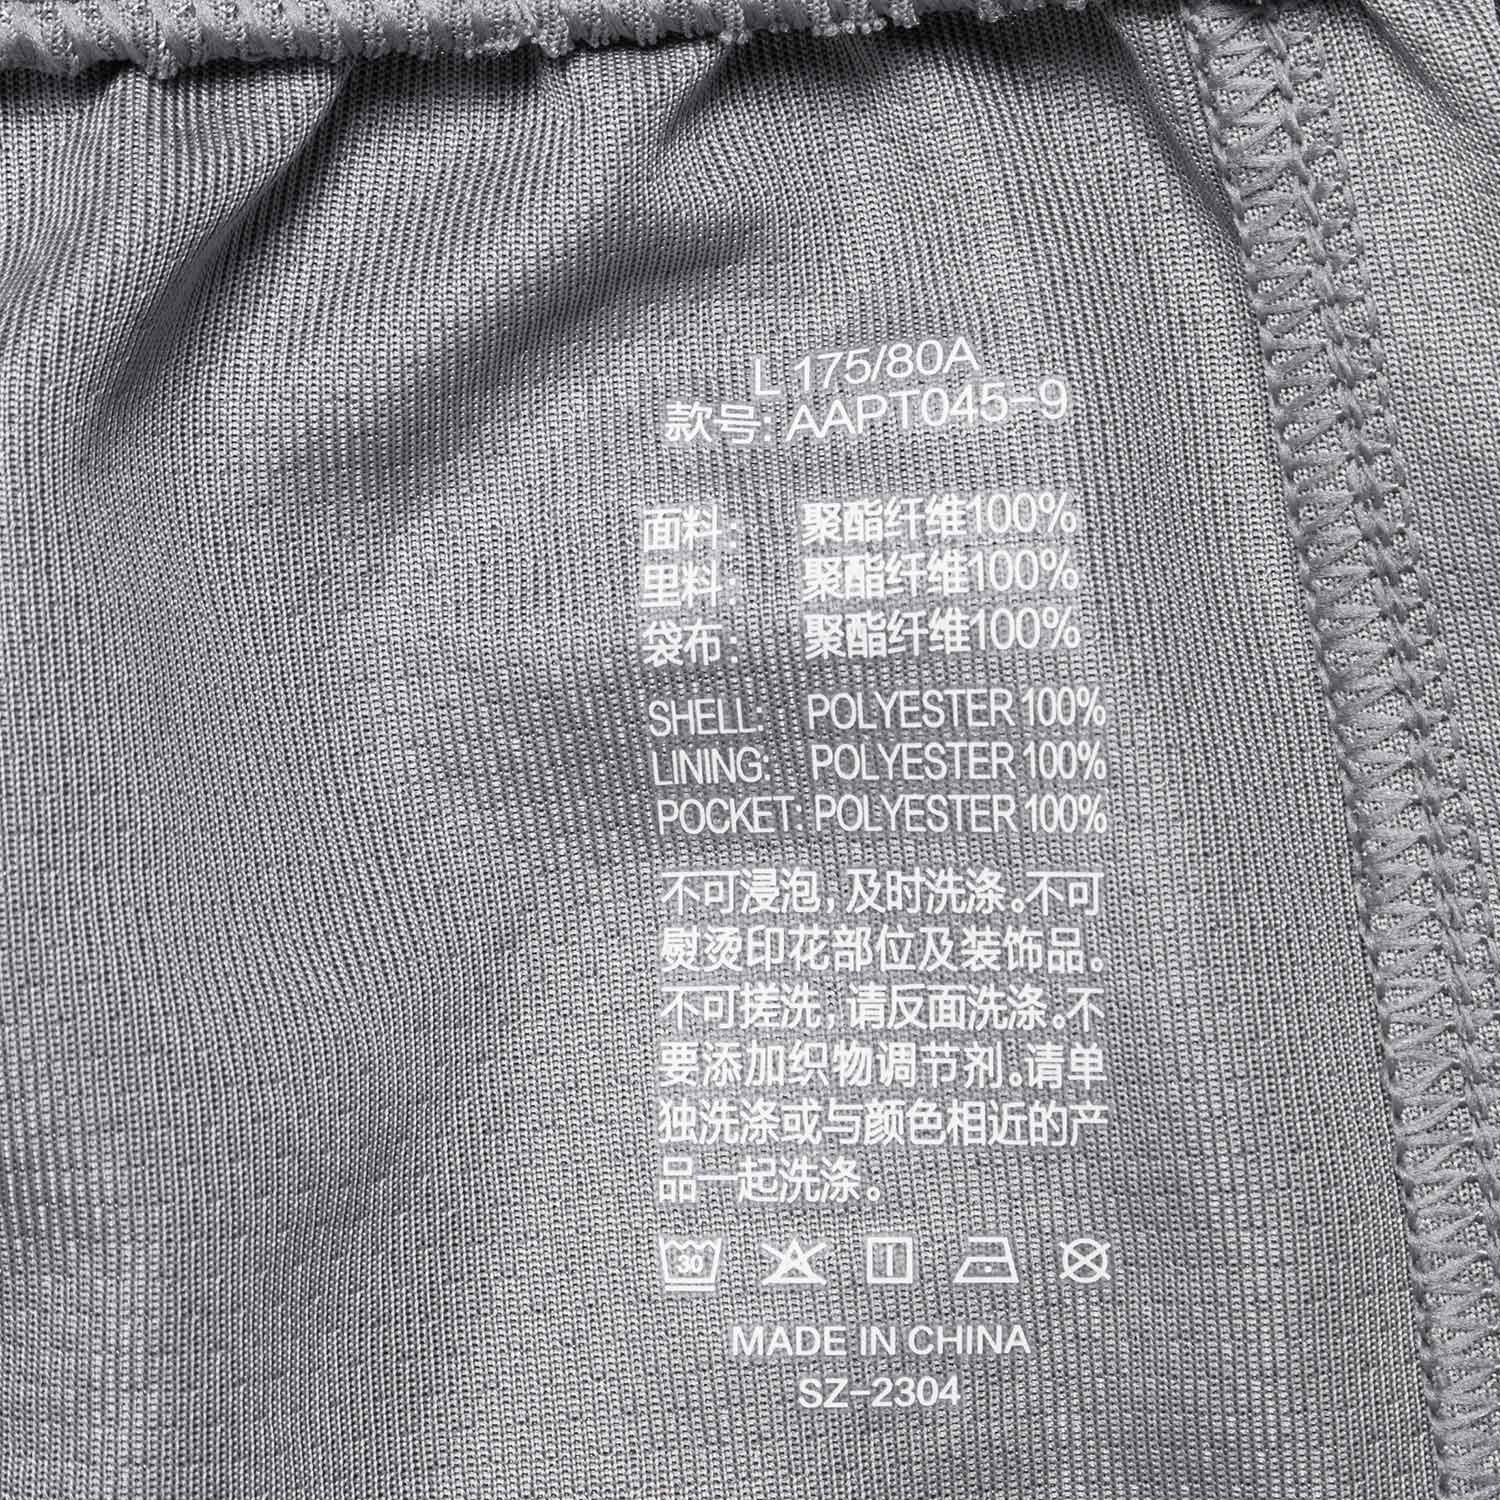 L 175/80A
款号: AAPT045-9
面料: 聚酯纤维100%
里料: 聚酯纤维100%
袋布: 聚酯纤维100%
SHELL: POLYESTER 100%
LINING: POLYESTER 100%
POCKET: POLYESTER 100%
不可浸泡，及时洗涤。不可
熨烫印花部位及装饰品。
不可搓洗，请反面洗涤。不
要添加织物调节剂。请单
独洗涤或与颜色相近的产
品一起洗涤。
30
MADE IN CHINA
SZ-2304